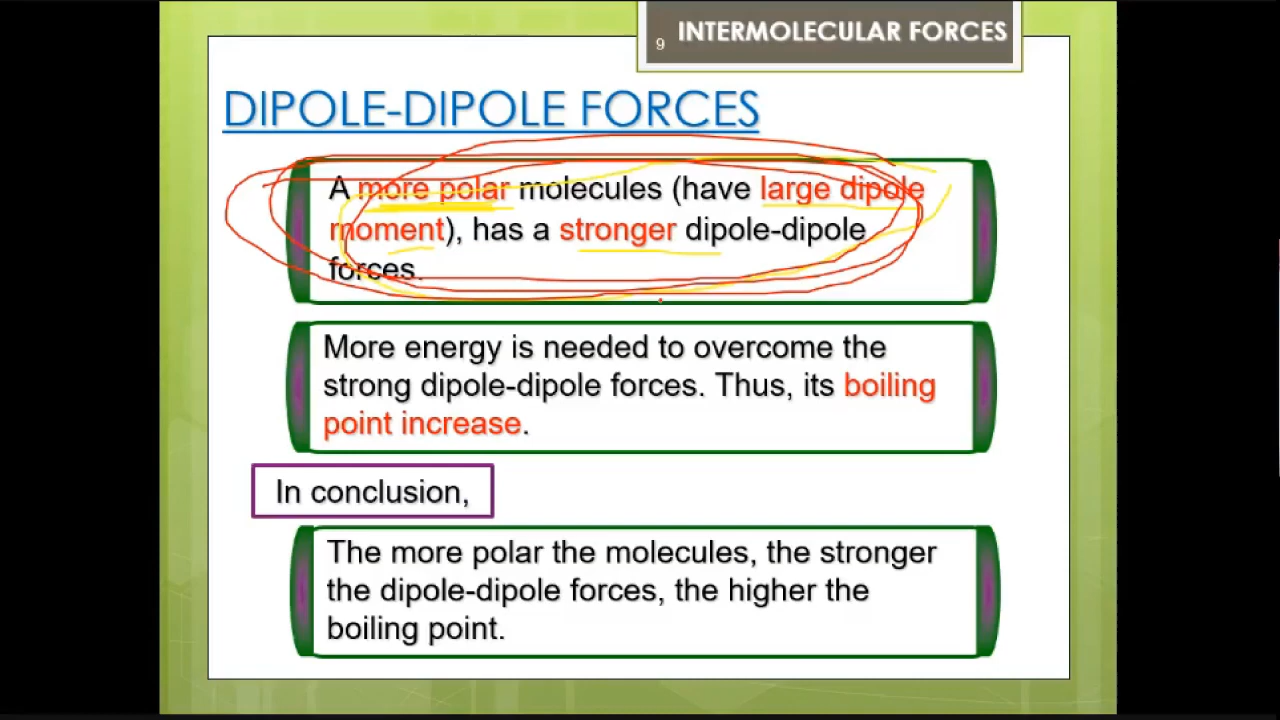 INTERMOLECULAR FORCES
9
DIPOLE-DIPOLE FORCES
A more polar molecules (have large dipole
moment), has a stronger dipole-dipole
forces.
More energy is needed to overcome the
strong dipole-dipole forces. Thus, its boiling
point increase.
In conclusion,
The more polar the molecules, the stronger
the dipole-dipole forces, the higher the
boiling point.